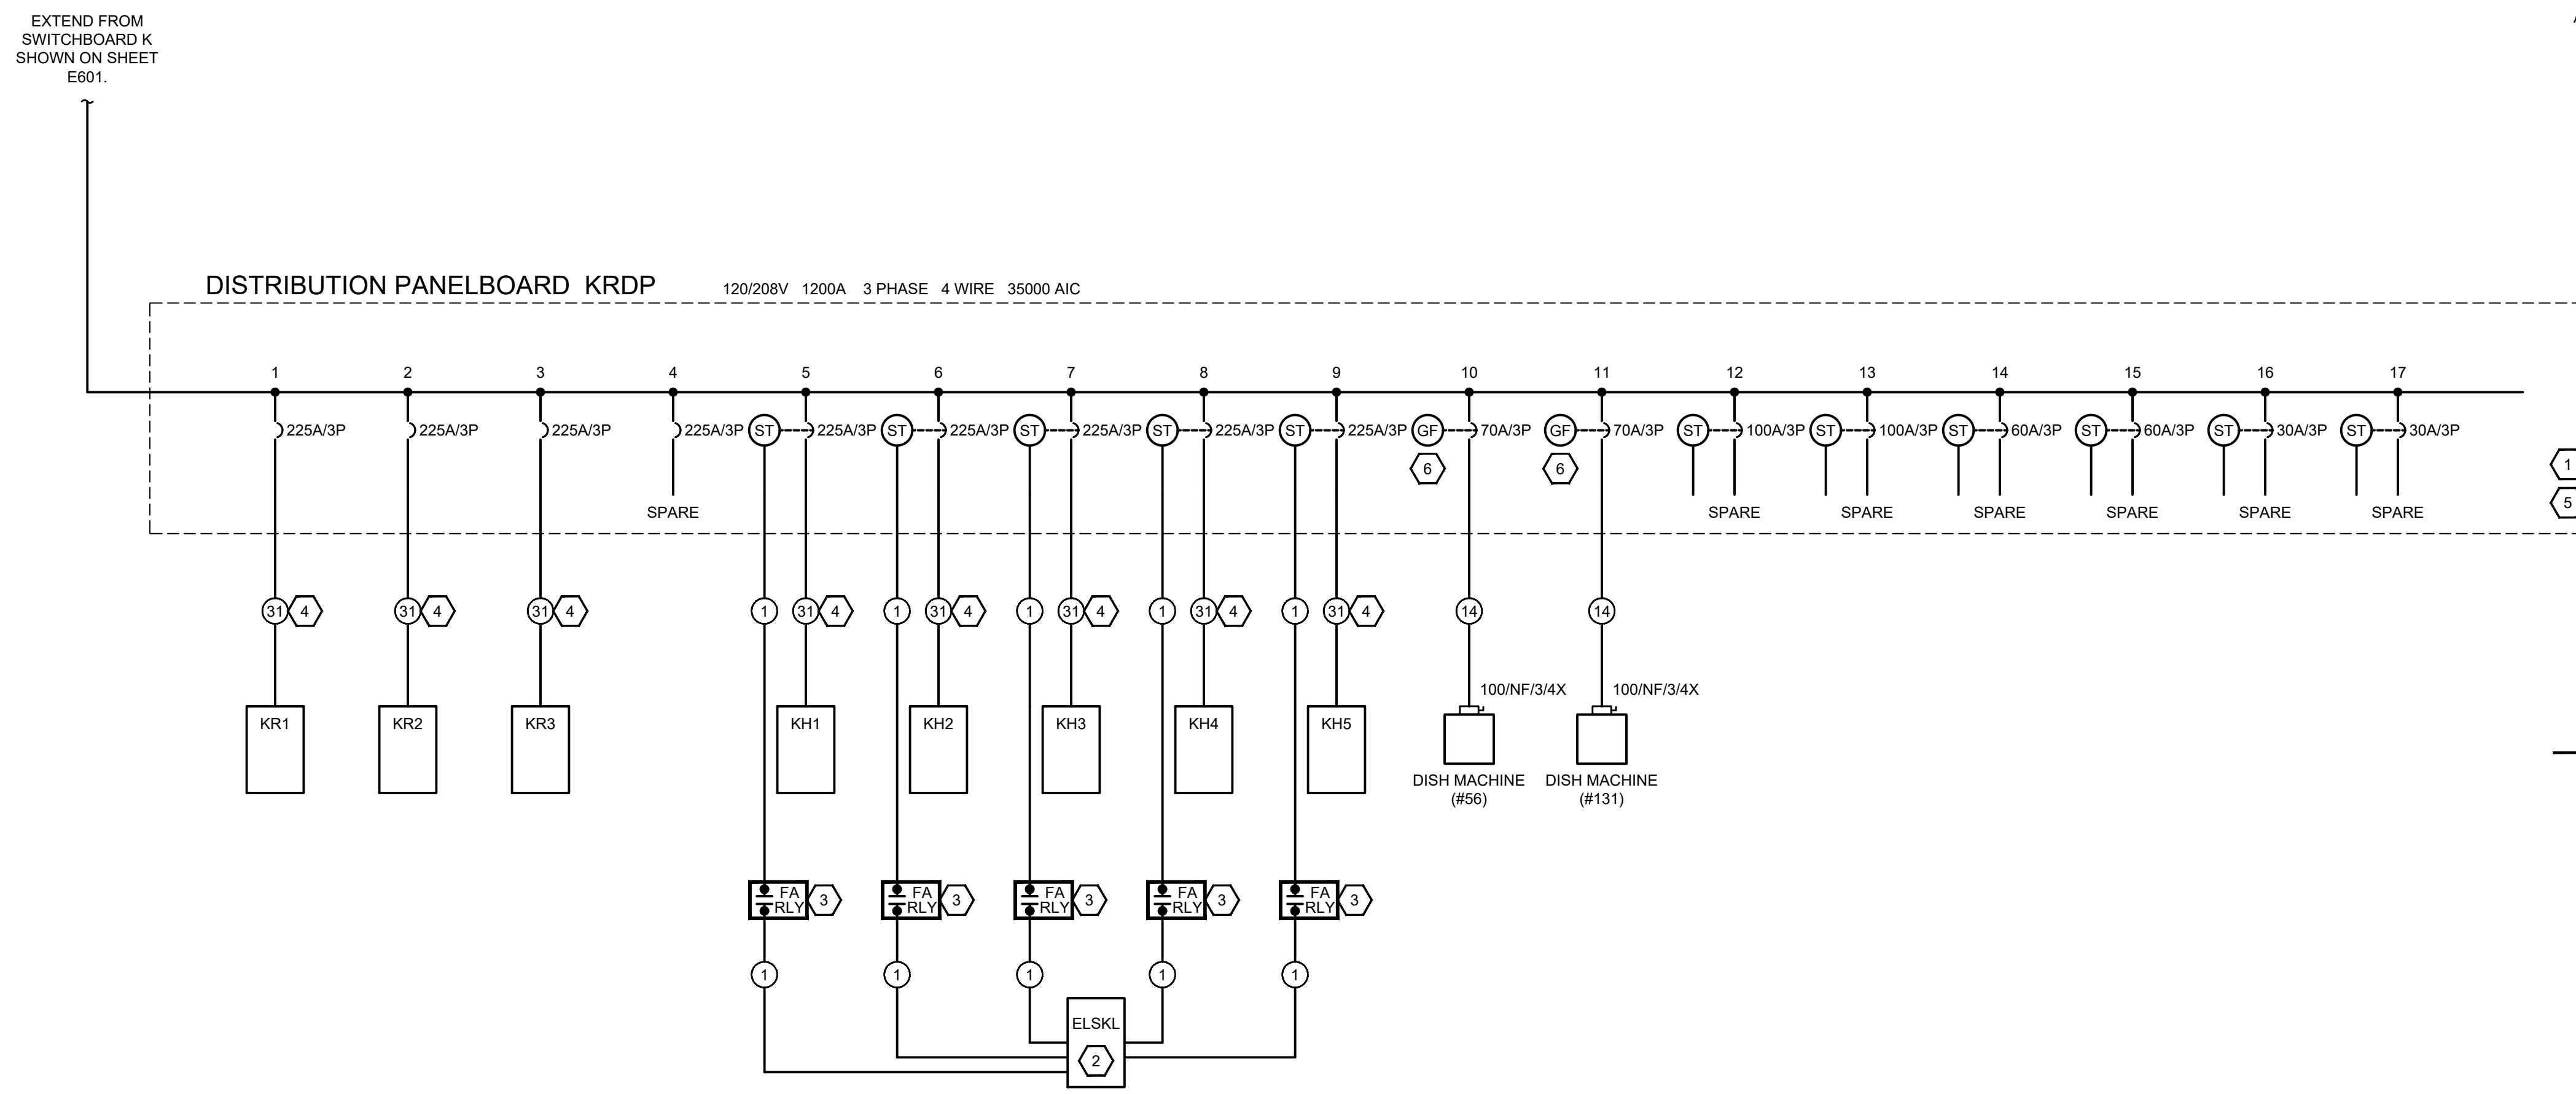 EXTEND FROM
SWITCHBOARD K
SHOWN ON SHEET
E601.
DISTRIBUTION PANELBOARD KRDP 120/208V 1200A 3 PHASE 4 WIRE 35000 AIC
1 2 3 4 5 6 7 8 9 10 11 12 13 14 15 16 17
225A/3P 225A/3P 225A/3P 225A/3P ST 225A/3P ST 225A/3P ST 225A/3P ST 225A/3P ST 225A/3P GF 70A/3P GF 70A/3P ST 100A/3P ST 100A/3P ST 60A/3P ST 60A/3P ST 30A/3P ST 30A/3P
6 6 1
5
SPARE SPARE SPARE SPARE SPARE SPARE SPARE
31 4 31 4 31 4 1 31 4 1 31 4 1 31 4 1 31 4 1 31 4 14 14
100/NF/3/4X 100/NF/3/4X
KR1 KR2 KR3 KH1 KH2 KH3 KH4 KH5
DISH MACHINE DISH MACHINE
(#56) (#131)
FA FA FA FA FA
3 3 3 3 3
RLY RLY RLY RLY RLY
1 1 1 1 1
ELSKL
2